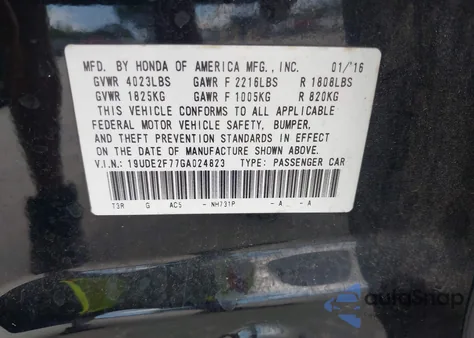 MFD. BY HONDA OF AMERICA MFG., INC. 01/'16
GVWR 4023LBS GAWR F 2216LBS R 1808LBS
GVWR 1825KG GAWR F 1005KG R 820KG
THIS VEHICLE CONFORMS TO ALL APPLICABLE
FEDERAL MOTOR VEHICLE SAFETY, BUMPER,
AND THEFT PREVENTION STANDARDS IN EFFECT
ON THE DATE OF MANUFACTURE SHOWN ABOVE.
V.I.N.: 19UDE2F77GA024823 TYPE: PASSENGER CAR
T3R G AC5 -NH731P -A -A
autoSnap